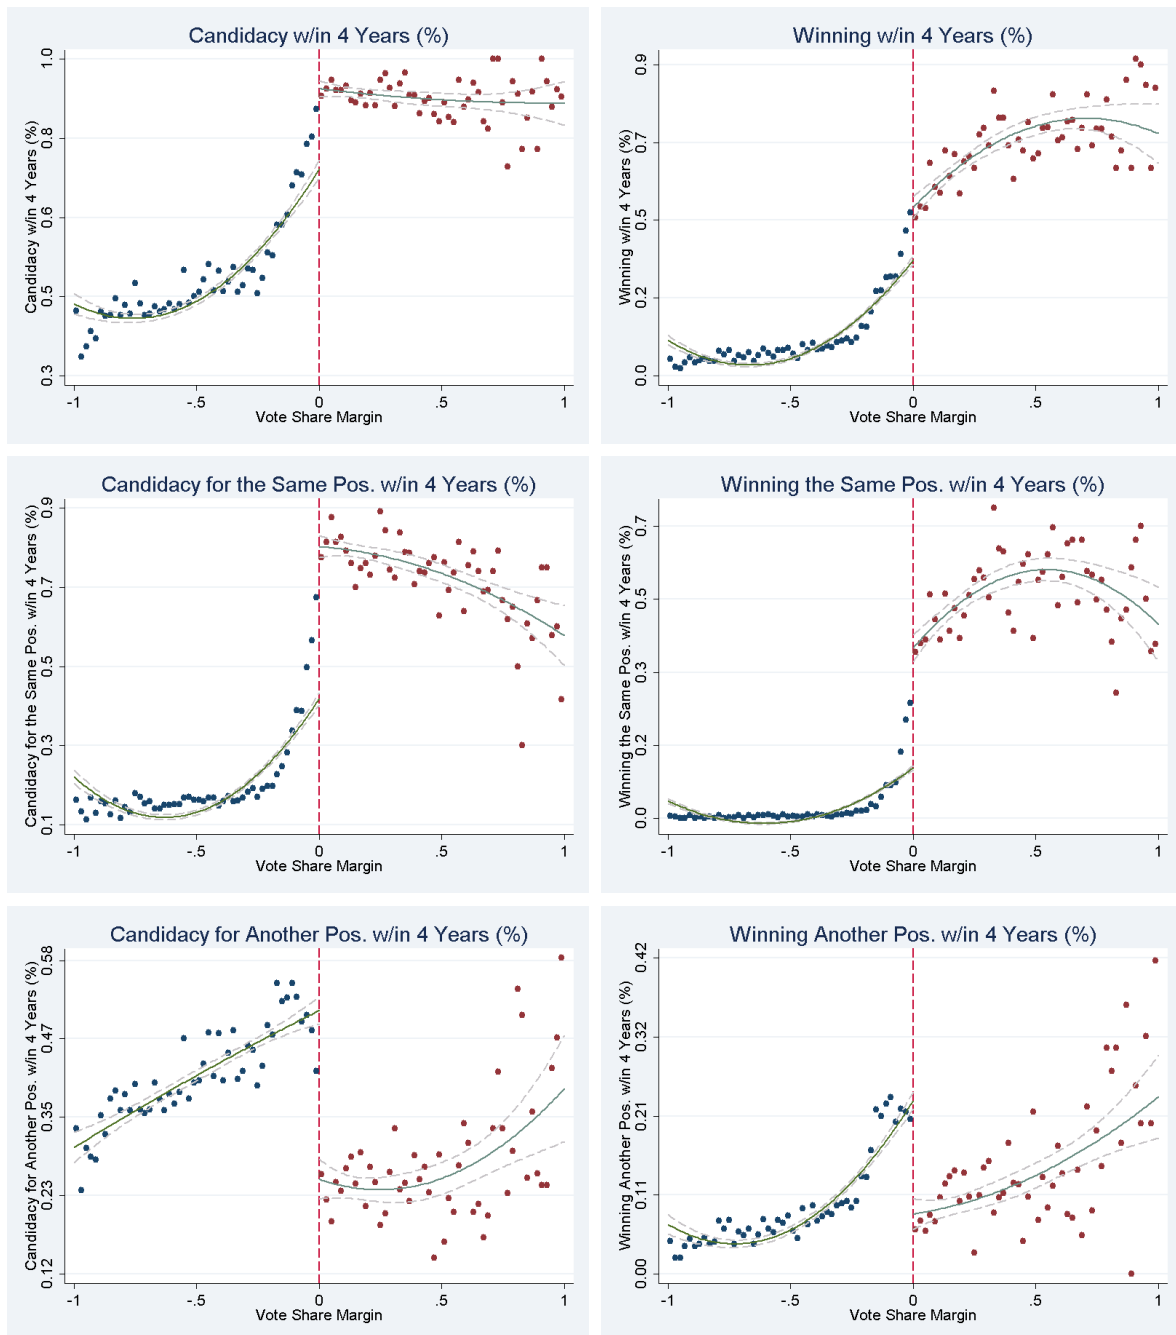 Candidacy w/in 4 Years (%)
Candidacy w/in 4 Years (%)
1.0
0.8
0.6
0.5
0.3
-1 -.5 0 .5 1
Vote Share Margin
Winning w/in 4 Years (%)
Winning w/in 4 Years (%)
0.9
0.7
0.5
0.2
0.0
-1 -.5 0 .5 1
Vote Share Margin
Candidacy for the Same Pos. w/in 4 Years (%)
Candidacy for the Same Pos. w/in 4 Years (%)
0.9
0.7
0.5
0.3
0.1
-1 -.5 0 .5 1
Vote Share Margin
Winning the Same Pos. w/in 4 Years (%)
Winning the Same Pos. w/in 4 Years (%)
0.7
0.5
0.3
0.2
0.0
-1 -.5 0 .5 1
Vote Share Margin
Candidacy for Another Pos. w/in 4 Years (%)
Candidacy for Another Pos. w/in 4 Years (%)
0.58
0.47
0.35
0.23
0.12
-1 -.5 0 .5 1
Vote Share Margin
Winning Another Pos. w/in 4 Years (%)
Winning Another Pos. w/in 4 Years (%)
0.42
0.32
0.21
0.11
0.00
-1 -.5 0 .5 1
Vote Share Margin